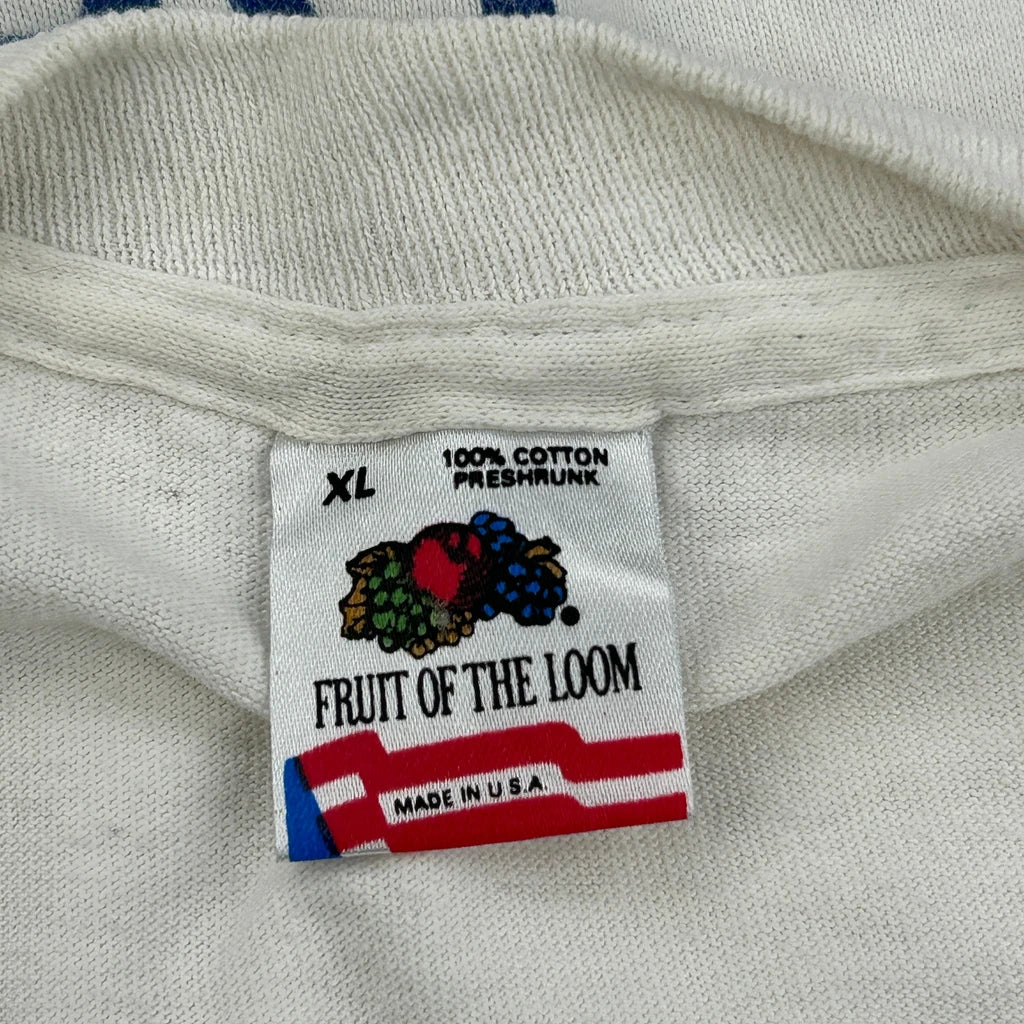 XL
100% COTTON
PRESHRUNK
FRUIT OF THE LOOM
MADE IN U.S.A.